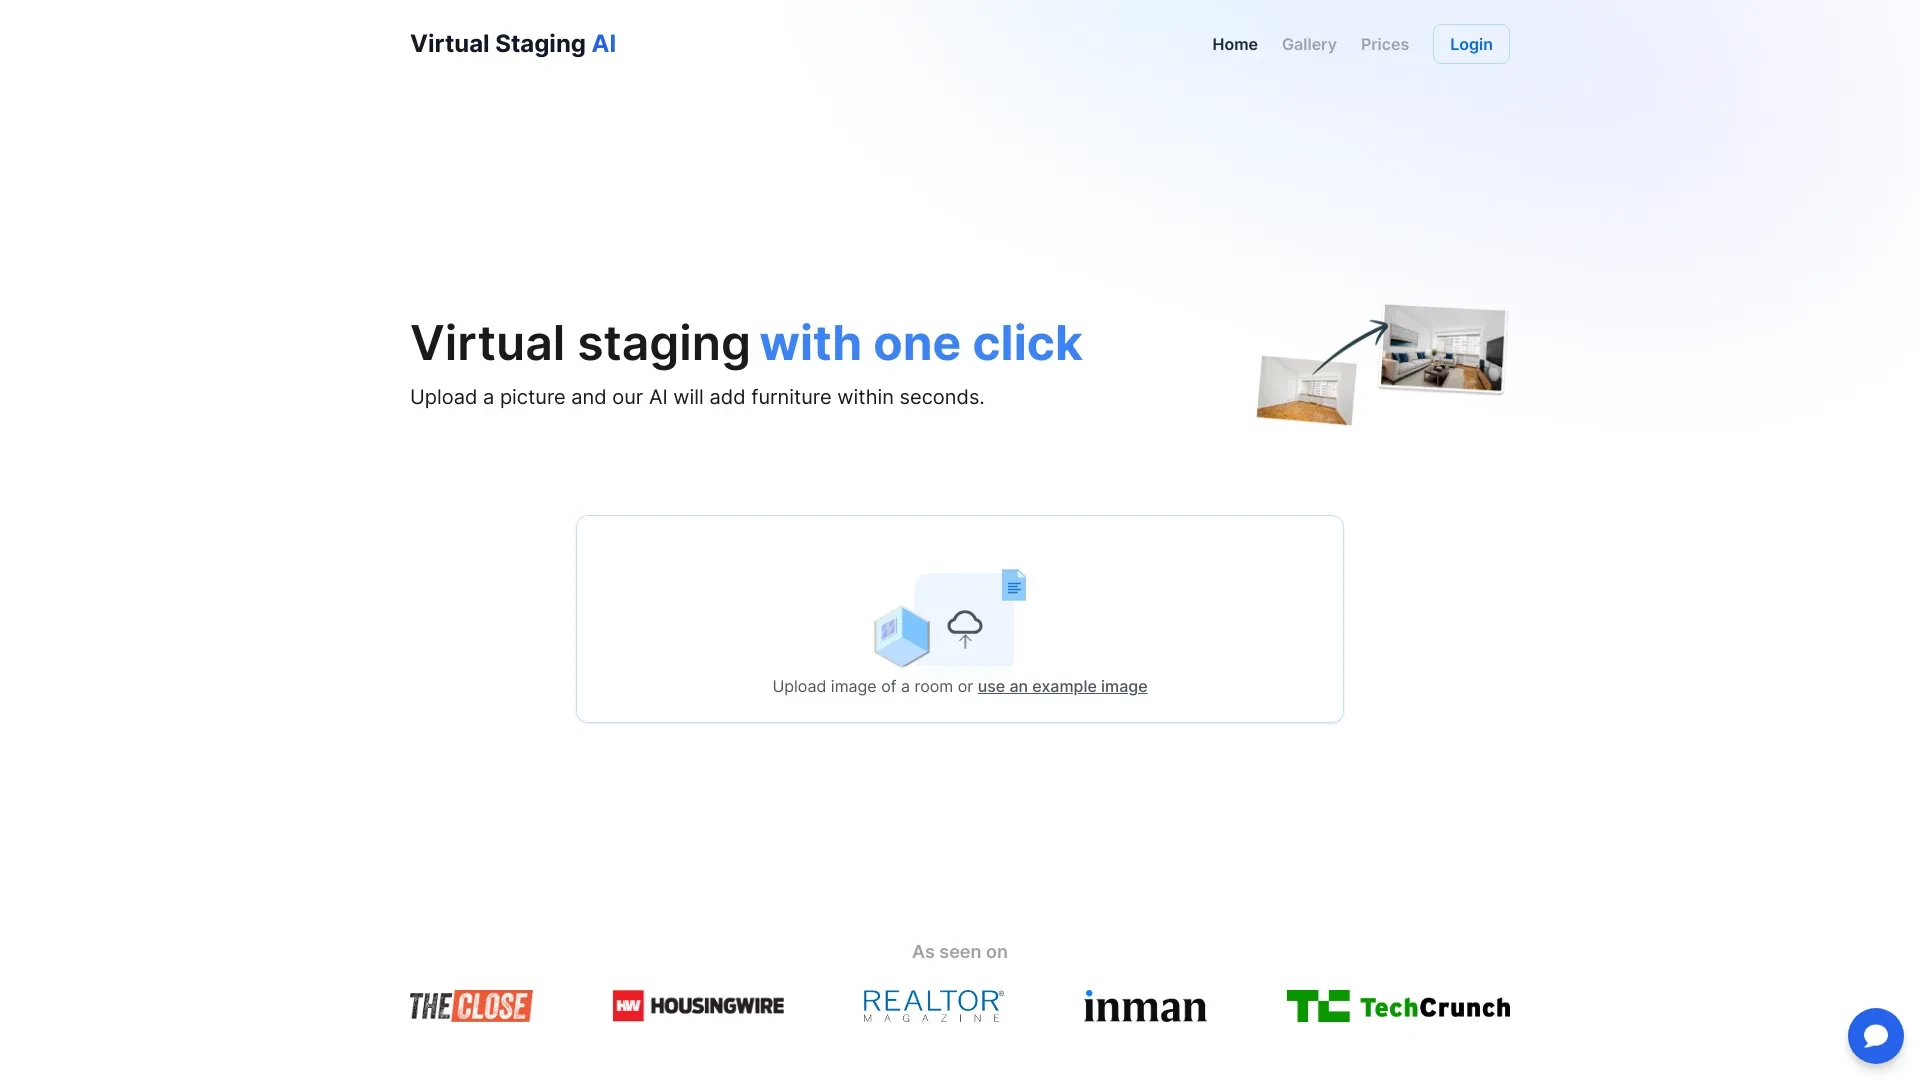 Virtual Staging AI
Home
Gallery
Prices
Login
Virtual staging with one click
Upload a picture and our AI will add furniture within seconds.
Upload image of a room or use an example image
As seen on
THE CLOSE
HW HOUSINGWIRE
REALTOR®
MAGAZINE
inman
TC TechCrunch